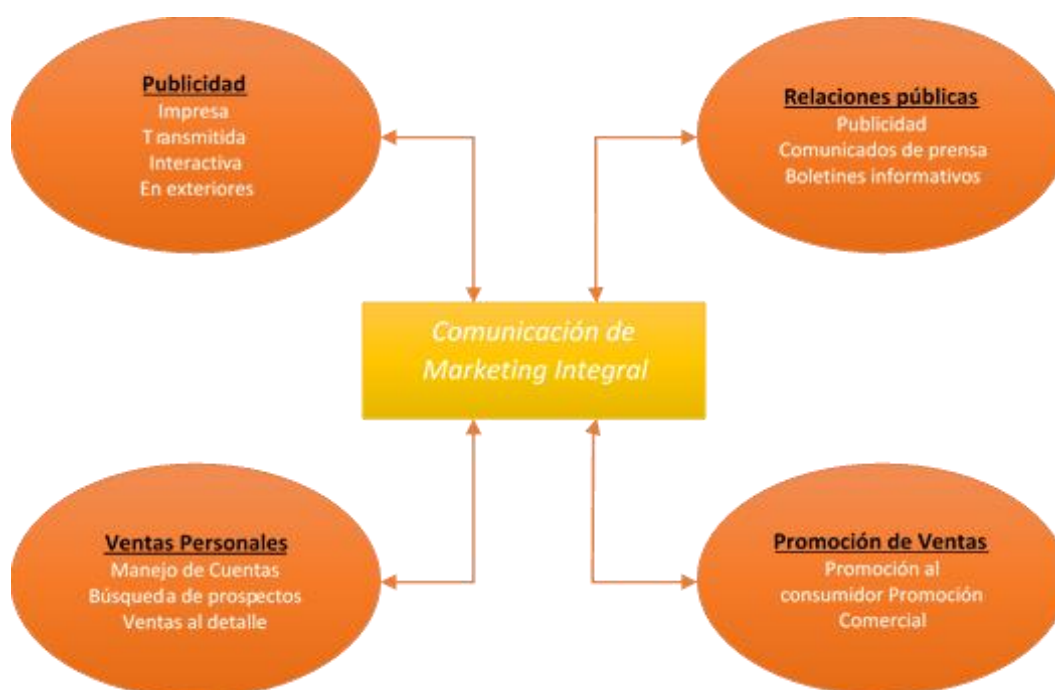 Publicidad
Impresa
Transmitida
Interactiva
En exteriores
Relaciones públicas
Publicidad
Comunicados de prensa
Boletines informativos
Comunicación de
Marketing Integral
Ventas Personales
Manejo de Cuentas
Búsqueda de prospectos
Ventas al detalle
Promoción de Ventas
Promoción al
consumidor Promoción
Comercial